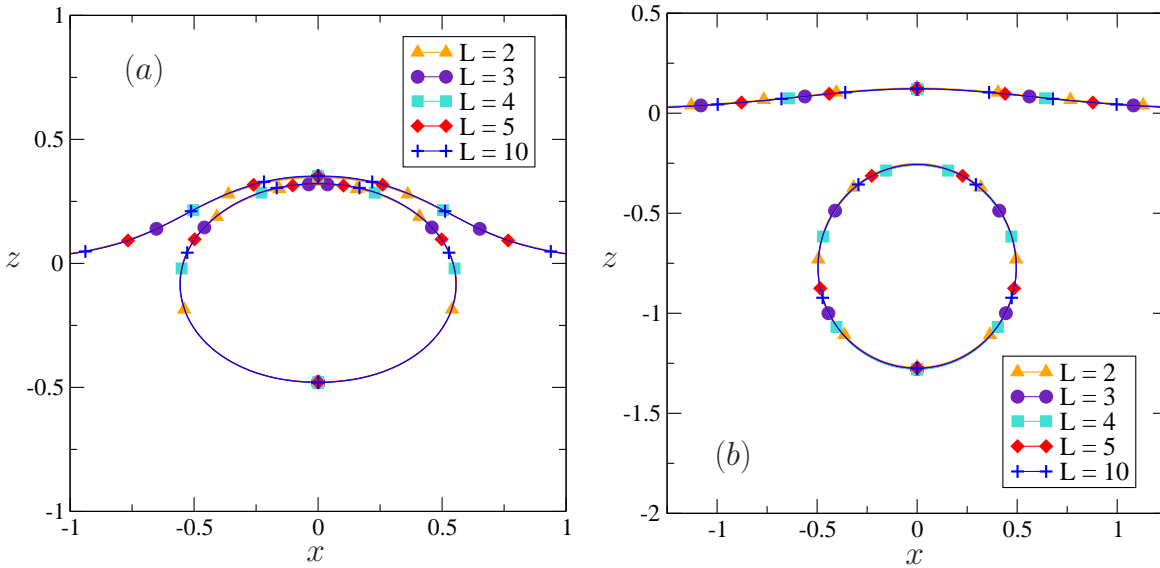 (a)
1
0.5
0
-0.5
-1
z
-1
-0.5
0
0.5
1
x
L = 2
L = 3
L = 4
L = 5
L = 10
(b)
0.5
0
-0.5
-1
-1.5
-2
z
-1
-0.5
0
0.5
1
x
L = 2
L = 3
L = 4
L = 5
L = 10